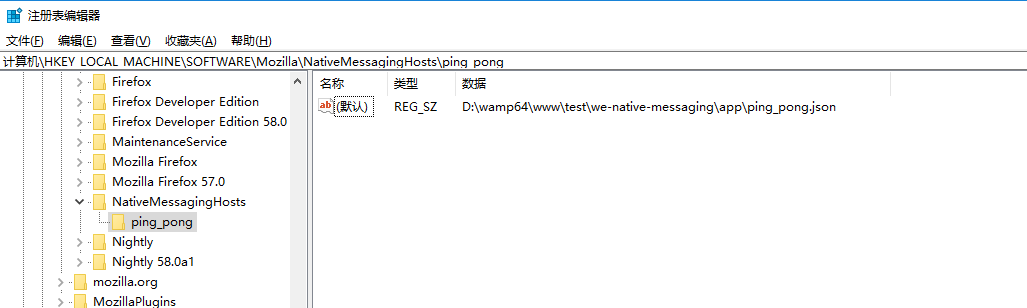 注册表编辑器
文件(F) 编辑(E) 查看(V) 收藏夹(A) 帮助(H)
计算机\HKEY_LOCAL_MACHINE\SOFTWARE\Mozilla\NativeMessagingHosts\ping_pong
Firefox
Firefox Developer Edition
Firefox Developer Edition 58.0
MaintenanceService
Mozilla Firefox
Mozilla Firefox 57.0
NativeMessagingHosts
ping_pong
Nightly
Nightly 58.0a1
mozilla.org
MozillaPlugins
名称 类型 数据
ab (默认) REG_SZ D:\wamp64\www\test\we-native-messaging\app\ping_pong.json